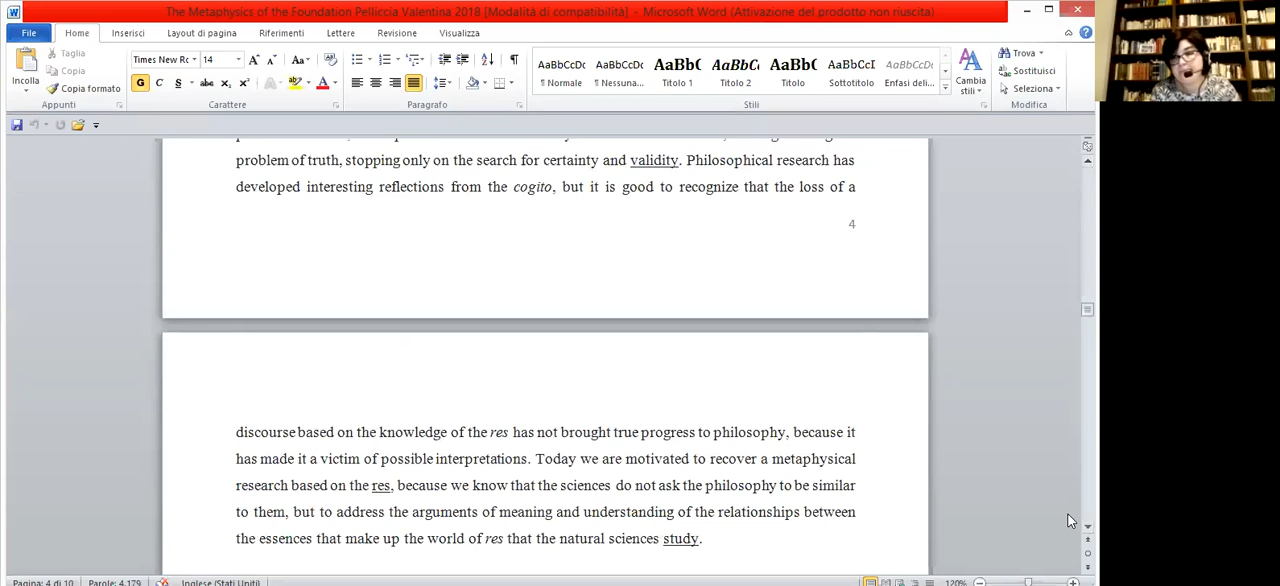 The Metaphysics of the Foundation Pelliccia Valentina 2018 [Modalità di compatibilità] - Microsoft Word (Attivazione del prodotto non riuscita)
File Home Inserisci Layout di pagina Riferimenti Lettere Revisione Visualizza
Incolla
Taglia
Copia
Copia formato
Appunti
Times New Rc 14
Aa
G C S abc x₂ x²
Carattere
Paragrafo
AaBbCcDc AaBbCcDc AaBbC AaBbCc AaBbC AaBbCcI AaBbCcDc
¶ Normale ¶ Nessuna... Titolo 1 Titolo 2 Titolo Sottotitolo Enfasi deli...
Stili
Cambia stili
Trova
Sostituisci
Seleziona
Modifica
problem of truth, stopping only on the search for certainty and validity. Philosophical research has
developed interesting reflections from the cogito, but it is good to recognize that the loss of a
4
discourse based on the knowledge of the res has not brought true progress to philosophy, because it
has made it a victim of possible interpretations. Today we are motivated to recover a metaphysical
research based on the res, because we know that the sciences do not ask the philosophy to be similar
to them, but to address the arguments of meaning and understanding of the relationships between
the essences that make up the world of res that the natural sciences study.
Pagina: 4 di 10 Parole: 4.179 Inglese (Stati Uniti) 120%